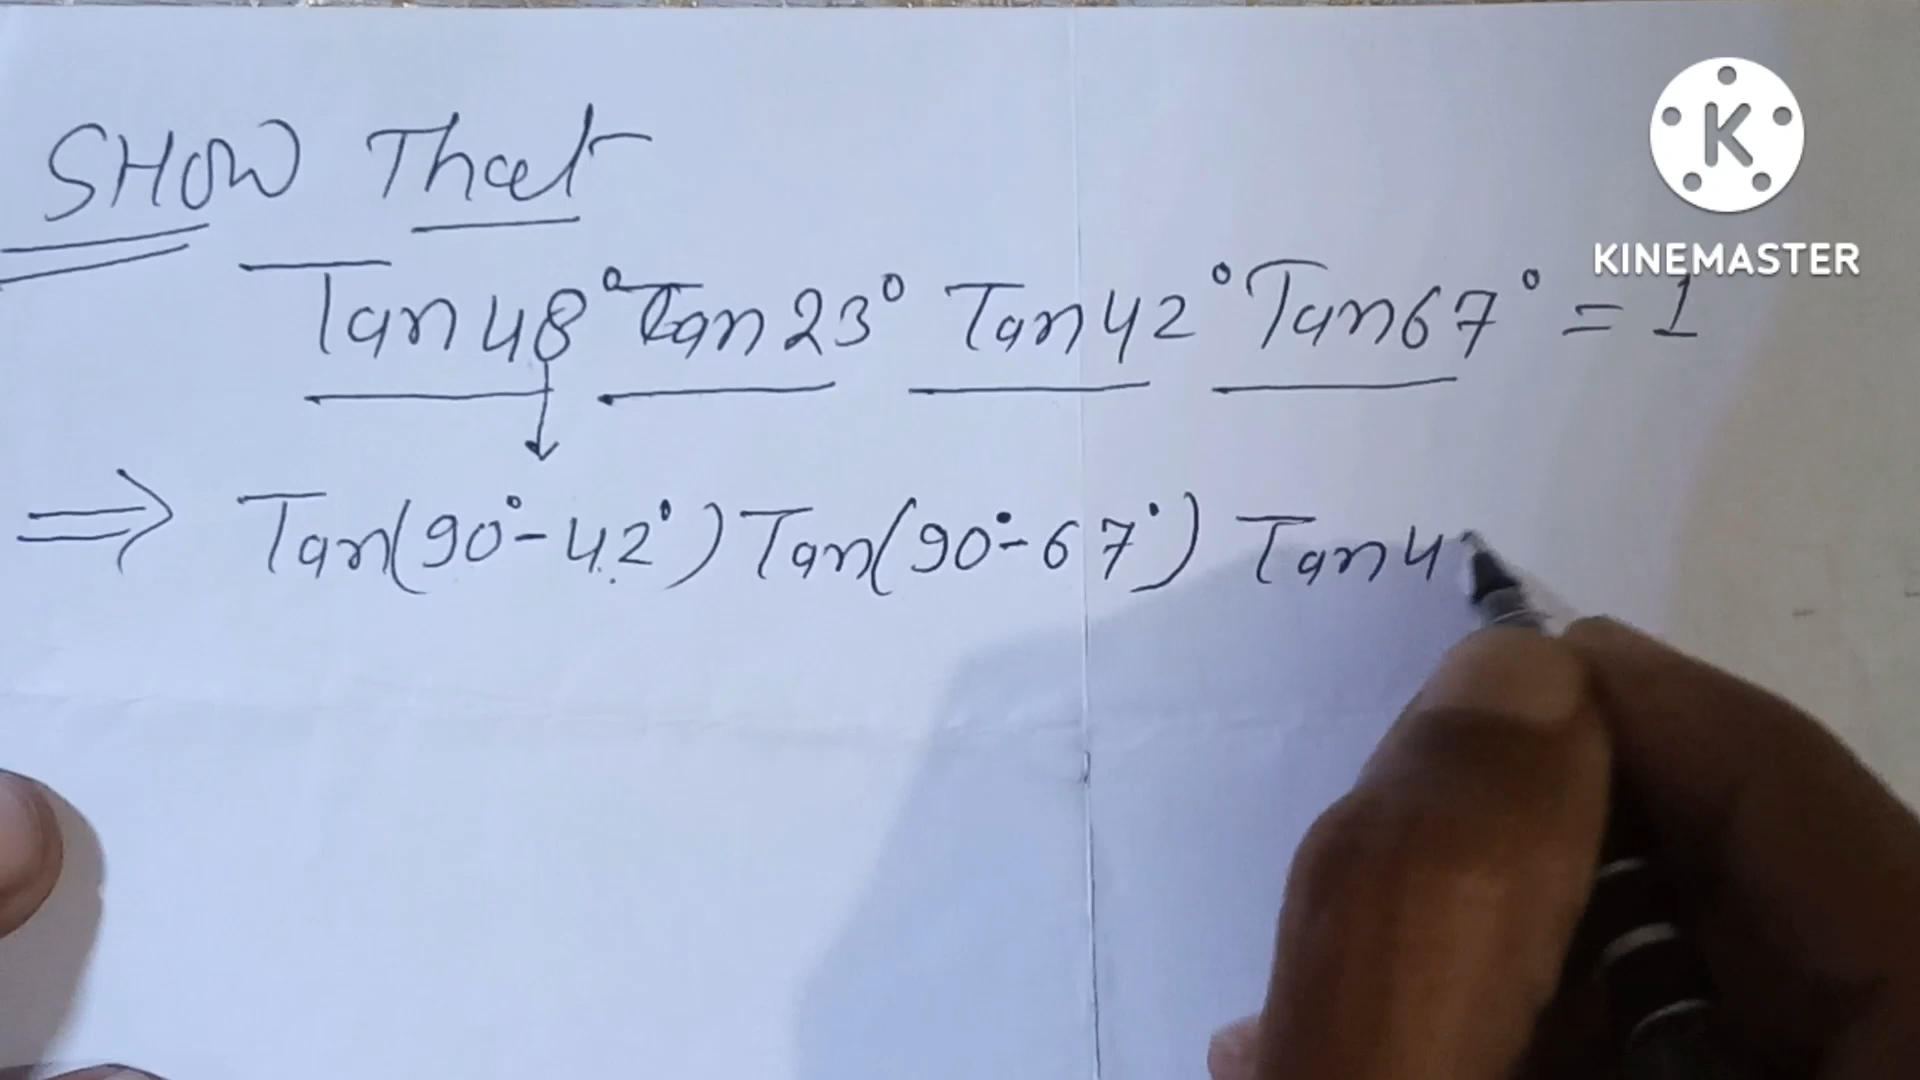 SHOW That
K
KINEMASTER
Tan48° Tan23° Tan42° Tan67° = 1
⇒ Tan(90°-42°) Tan(90°-67°) Tan4